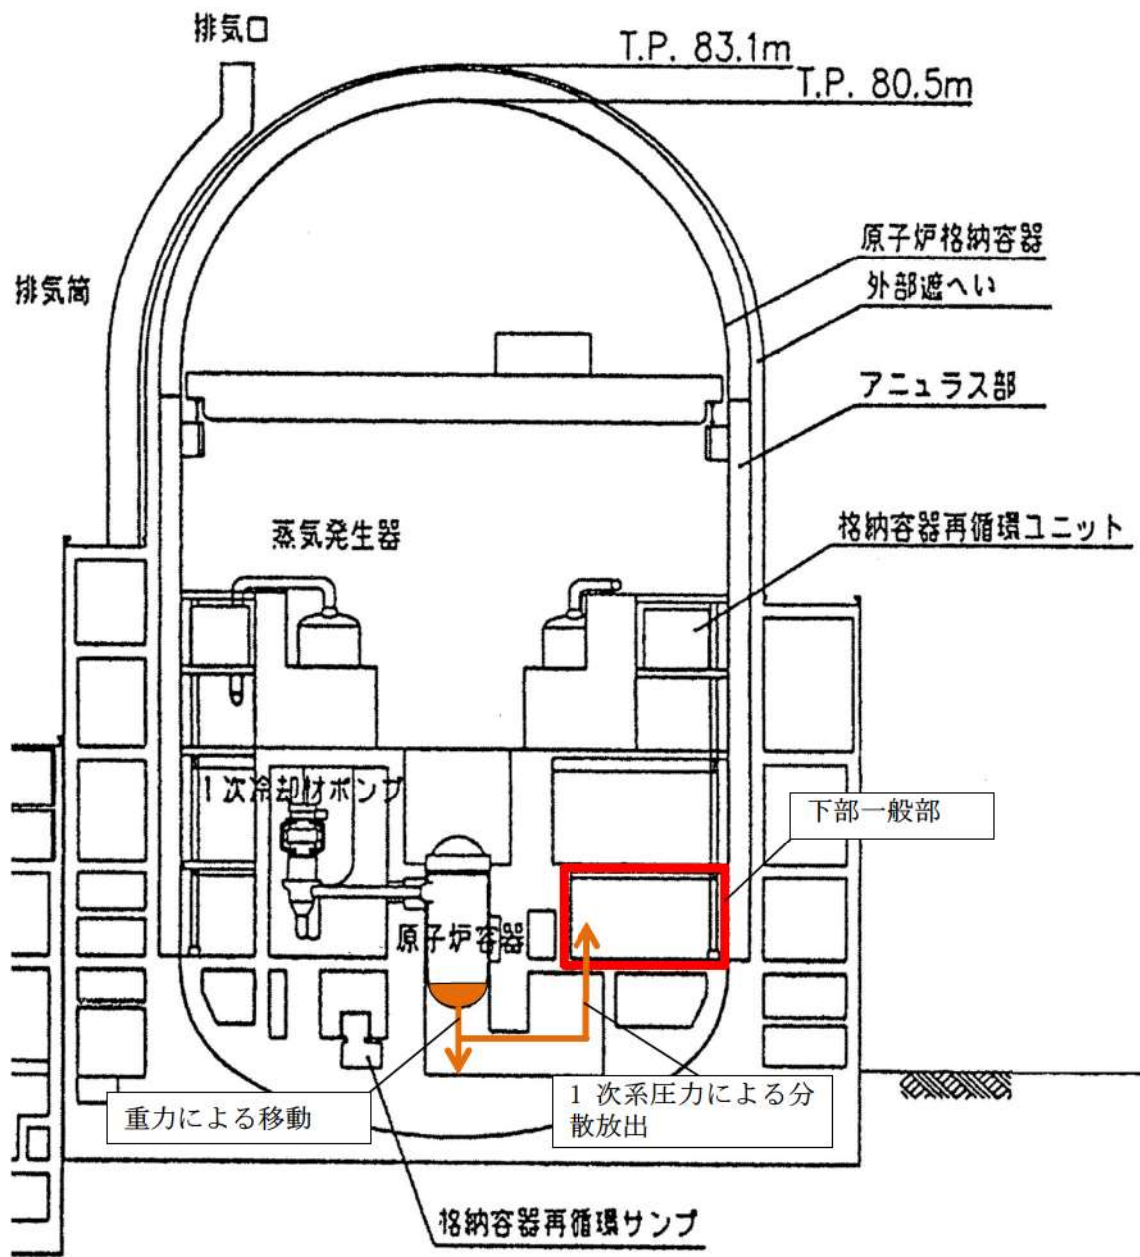 排気口
T.P. 83.1m
T.P. 80.5m
原子炉格納容器
排気筒
外部遮へい
アニュラス部
蒸気発生器
格納容器再循環ユニット
1次冷却材ポンプ
下部一般部
原子炉容器
重力による移動
1 次系圧力による分
散放出
格納容器再循環サンプ